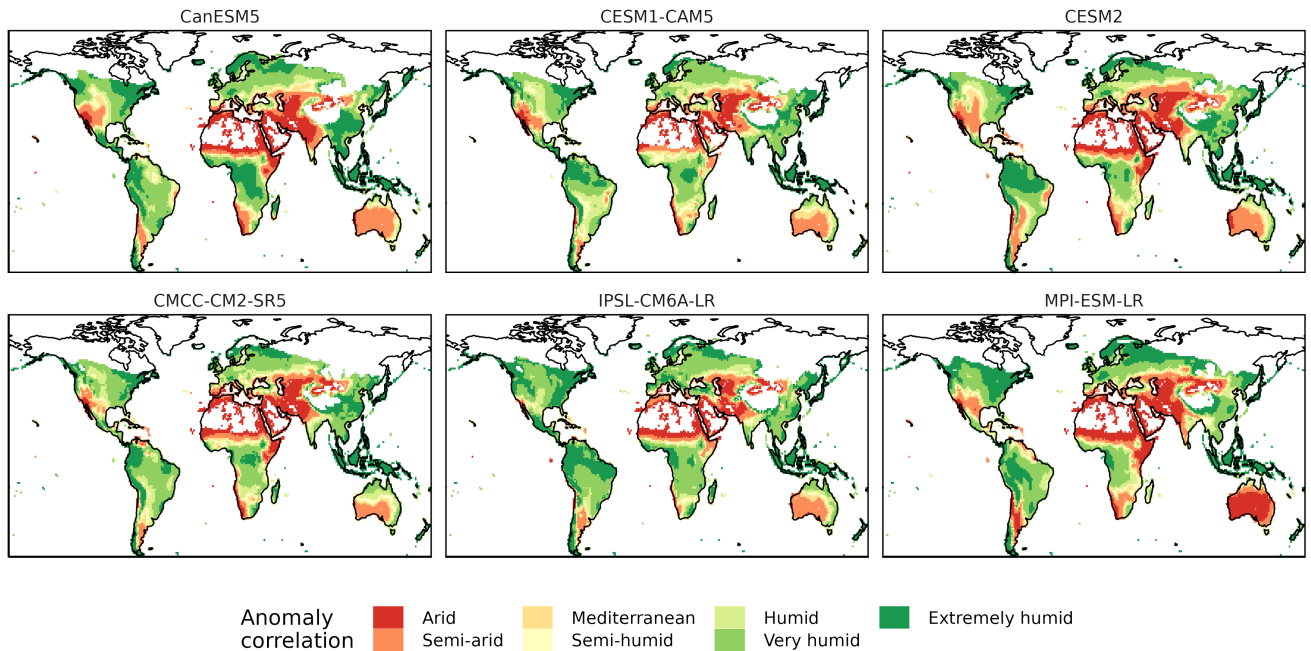 CanESM5
CESM1-CAM5
CESM2
CMCC-CM2-SR5
IPSL-CM6A-LR
MPI-ESM-LR
Anomaly
correlation
Arid
Semi-arid
Mediterranean
Semi-humid
Humid
Very humid
Extremely humid